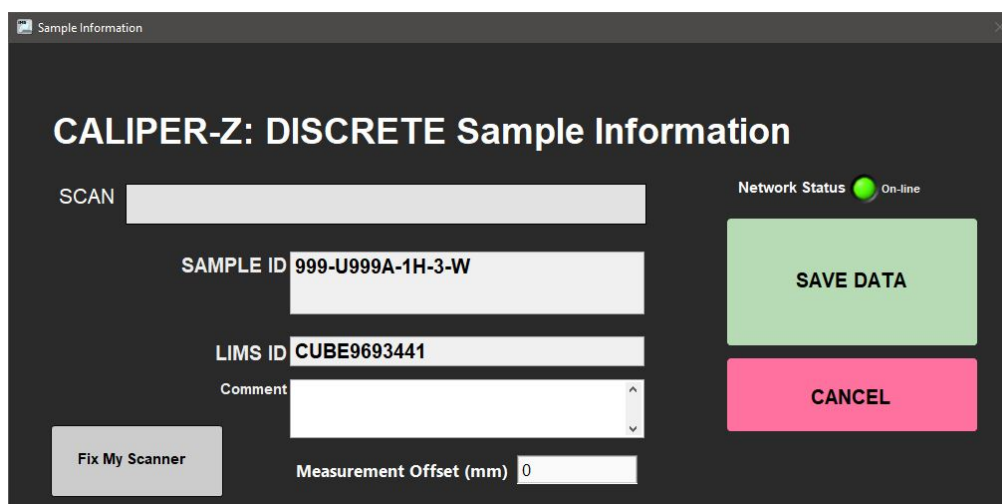 Sample Information
CALIPER-Z: DISCRETE Sample Information
SCAN
Network Status On-line
SAMPLE ID 999-U999A-1H-3-W
SAVE DATA
LIMS ID CUBE9693441
Comment
CANCEL
Fix My Scanner
Measurement Offset (mm) 0